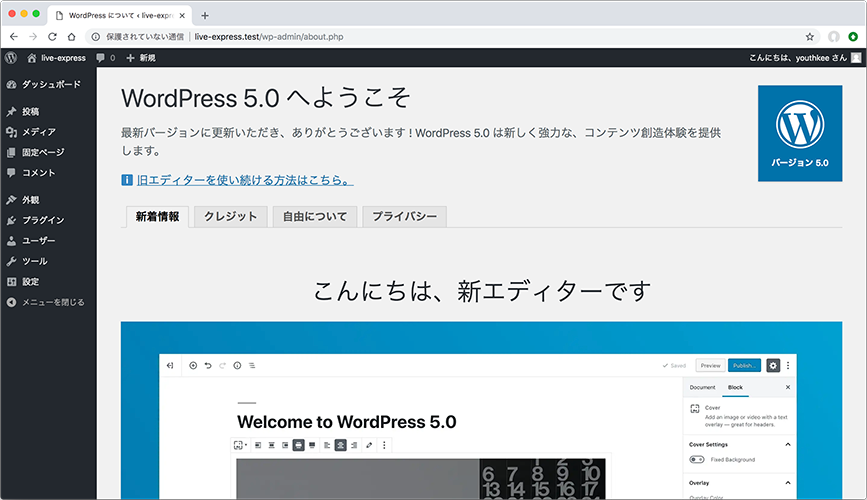 WordPress について ‹ live-expr
保護されていない通信 | live-express.test/wp-admin/about.php
live-express 0 新規 こんにちは、youthkee さん
ダッシュボード
投稿
メディア
固定ページ
コメント
外観
プラグイン
ユーザー
ツール
設定
メニューを閉じる
WordPress 5.0 へようこそ
最新バージョンに更新いただき、ありがとうございます ! WordPress 5.0 は新しく強力な、コンテンツ創造体験を提供
します。
旧エディターを使い続ける方法はこちら。
バージョン 5.0
新着情報 クレジット 自由について プライバシー
こんにちは、新エディターです
Saved Preview Publish...
Document Block
Cover
Add an image or video with a text
overlay — great for headers.
Cover Settings
Fixed Background
Overlay
Overlay Color
Welcome to WordPress 5.0
6 7 8 9 10
13 14 15 16 17